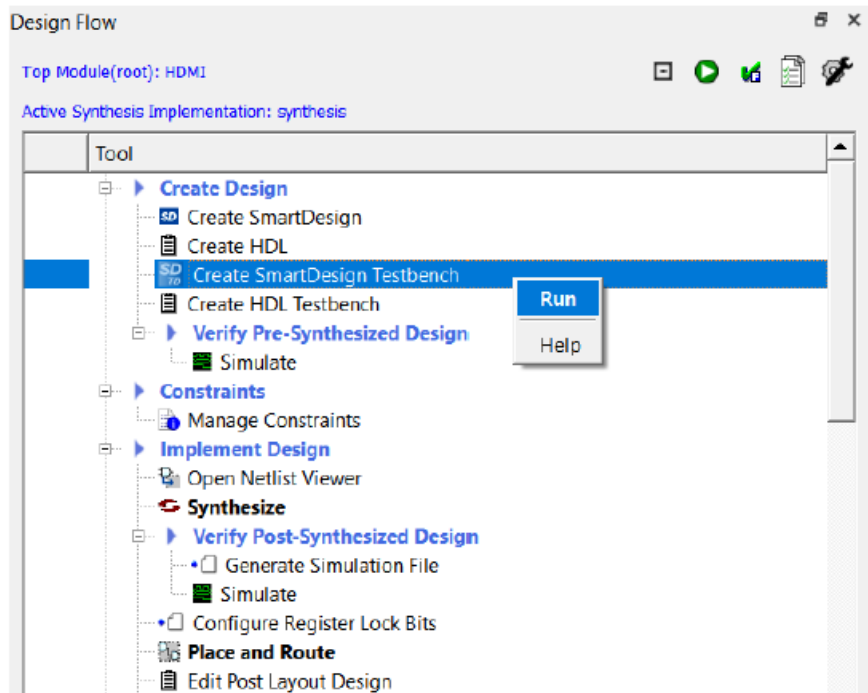 Design Flow
Top Module(root): HDMI
Active Synthesis Implementation: synthesis
Tool
Create Design
SD Create SmartDesign
Create HDL
SD Create SmartDesign Testbench
Run
Create HDL Testbench
Verify Pre-Synthesized Design
Help
Simulate
Constraints
Manage Constraints
Implement Design
Open Netlist Viewer
Synthesize
Verify Post-Synthesized Design
Generate Simulation File
Simulate
Configure Register Lock Bits
Place and Route
Edit Post Layout Design